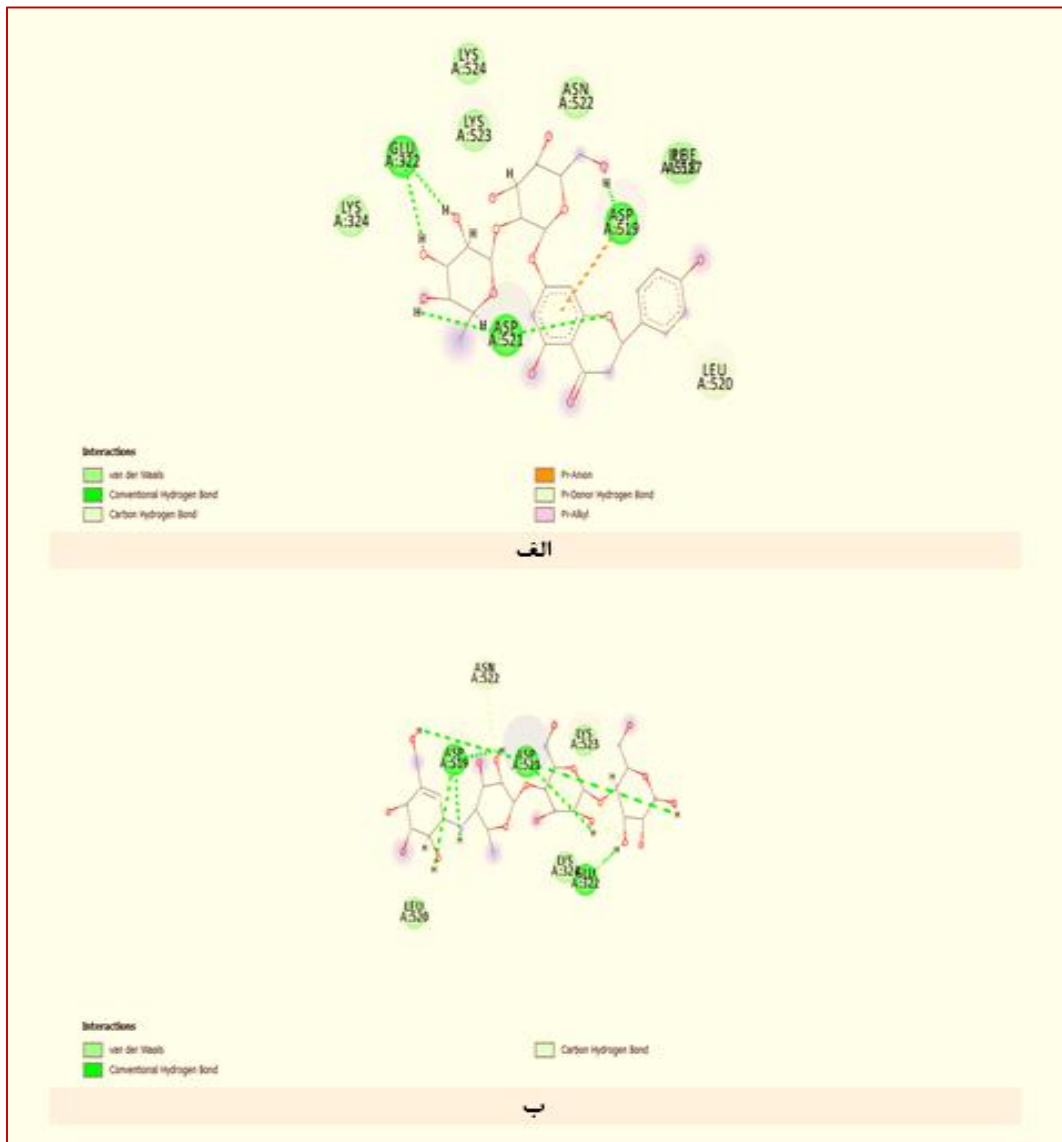 LYS
A:524
ASN
A:522
LYS
A:523
GLU
A:322
LYS
A:324
ASP
A:519
ASP
A:521
LEU
A:520
H
H
H
H
H
H
O
O
O
O
O
O
O
O
O
O
O
Interactions
van der Waals
Conventional Hydrogen Bond
Carbon Hydrogen Bond
Pi-Anion
Pi-Donor Hydrogen Bond
Pi-Alkyl
الف
ASN
A:522
ASP
A:519
ASP
A:521
LYS
A:523
LYS
GLU
A:322
LEU
A:520
Interactions
van der Waals
Conventional Hydrogen Bond
Carbon Hydrogen Bond
ب